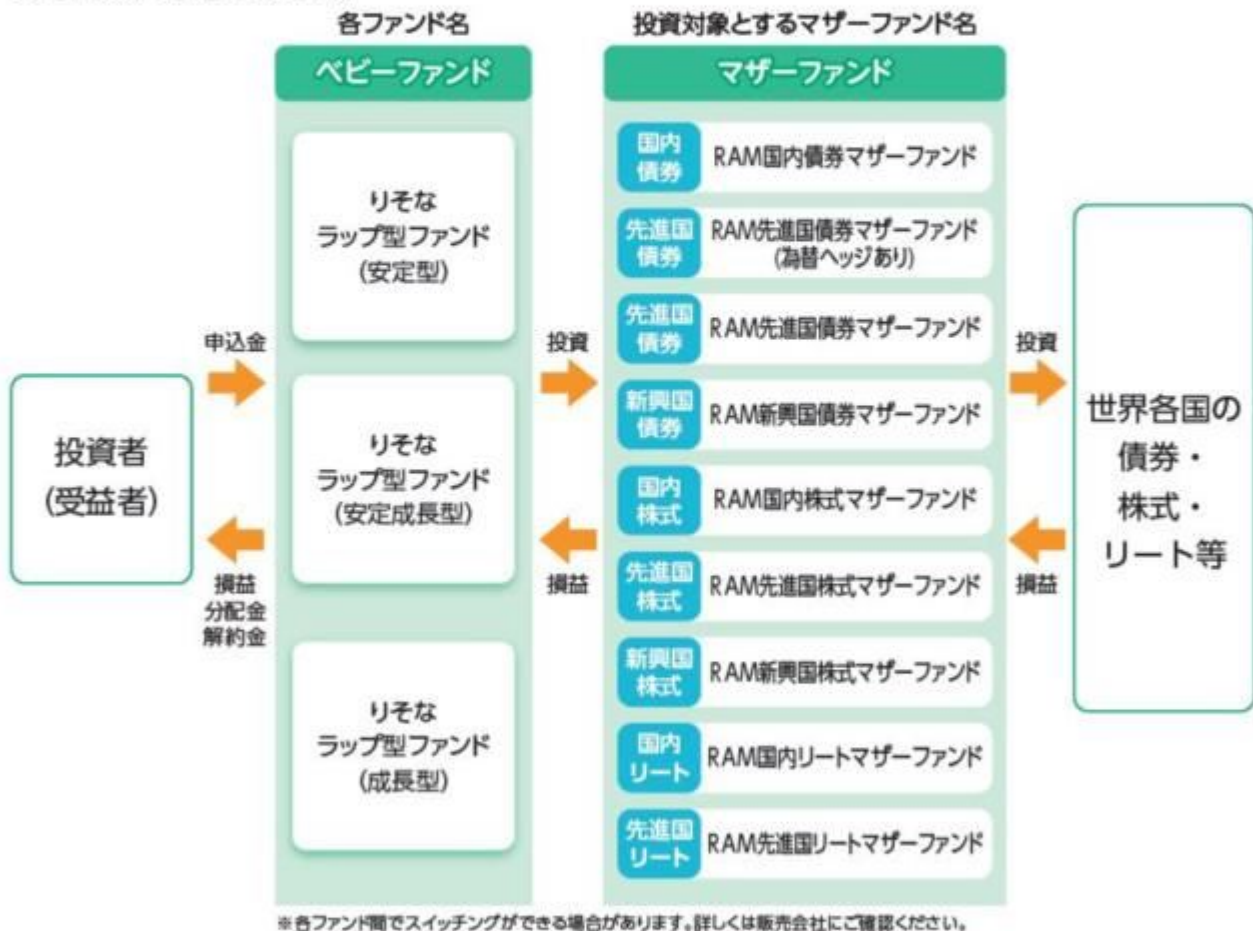 各ファンド名
投資対象とするマザーファンド名
ベビーファンド
マザーファンド
りそな
ラップ型ファンド
(安定型)
りそな
ラップ型ファンド
(安定成長型)
りそな
ラップ型ファンド
(成長型)
国内
債券
RAM国内債券マザーファンド
先進国
債券
RAM先進国債券マザーファンド
(為替ヘッジあり)
先進国
債券
RAM先進国債券マザーファンド
新興国
債券
RAM新興国債券マザーファンド
国内
株式
RAM国内株式マザーファンド
先進国
株式
RAM先進国株式マザーファンド
新興国
株式
RAM新興国株式マザーファンド
国内
リート
RAM国内リートマザーファンド
先進国
リート
RAM先進国リートマザーファンド
投資者
(受益者)
申込金
損益
分配金
解約金
投資
損益
投資
損益
世界各国の
債券・
株式・
リート等
※各ファンド間でスイッチングができる場合があります。詳しくは販売会社にご確認ください。